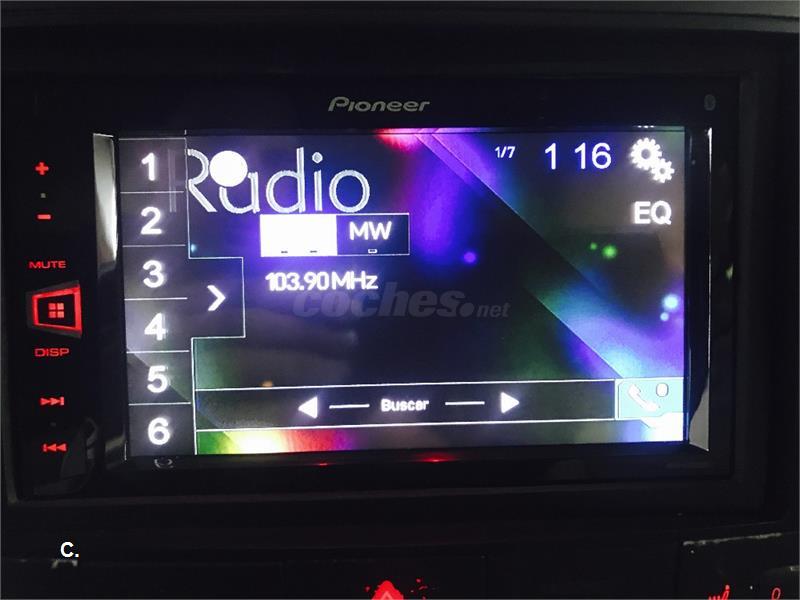 Pioneer
Radio
1/7
1 16
EQ
MW
103.90 MHz
coches.net
1
2
3
4
5
6
MUTE
DISP
Buscar
C.